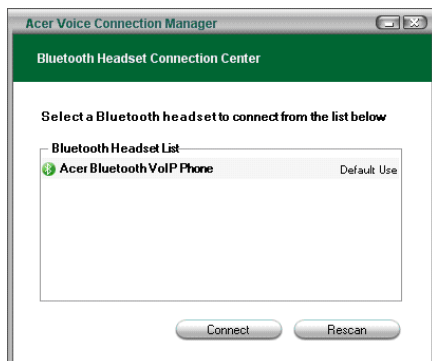 Acer Voice Connection Manager
Bluetooth Headset Connection Center
Select a Bluetooth headset to connect from the list below
Bluetooth Headset List
Acer Bluetooth VoIP Phone Default Use
Connect Rescan